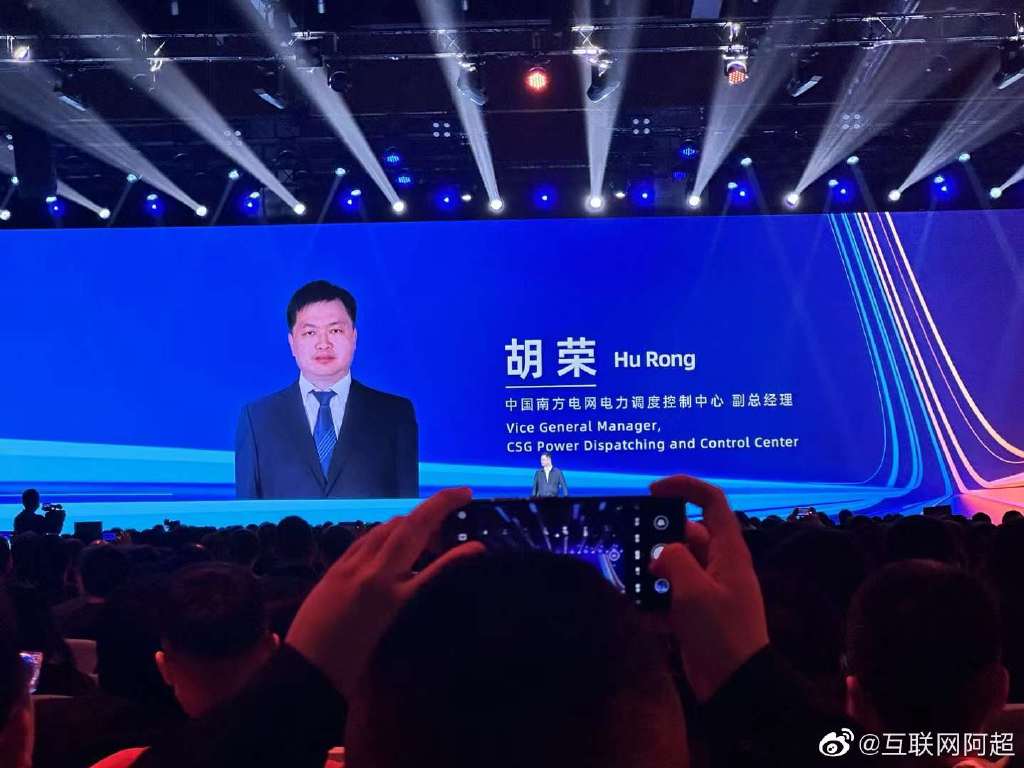 胡荣 Hu Rong
中国南方电网电力调度控制中心 副总经理
Vice General Manager,
CSG Power Dispatching and Control Center
@互联网阿超